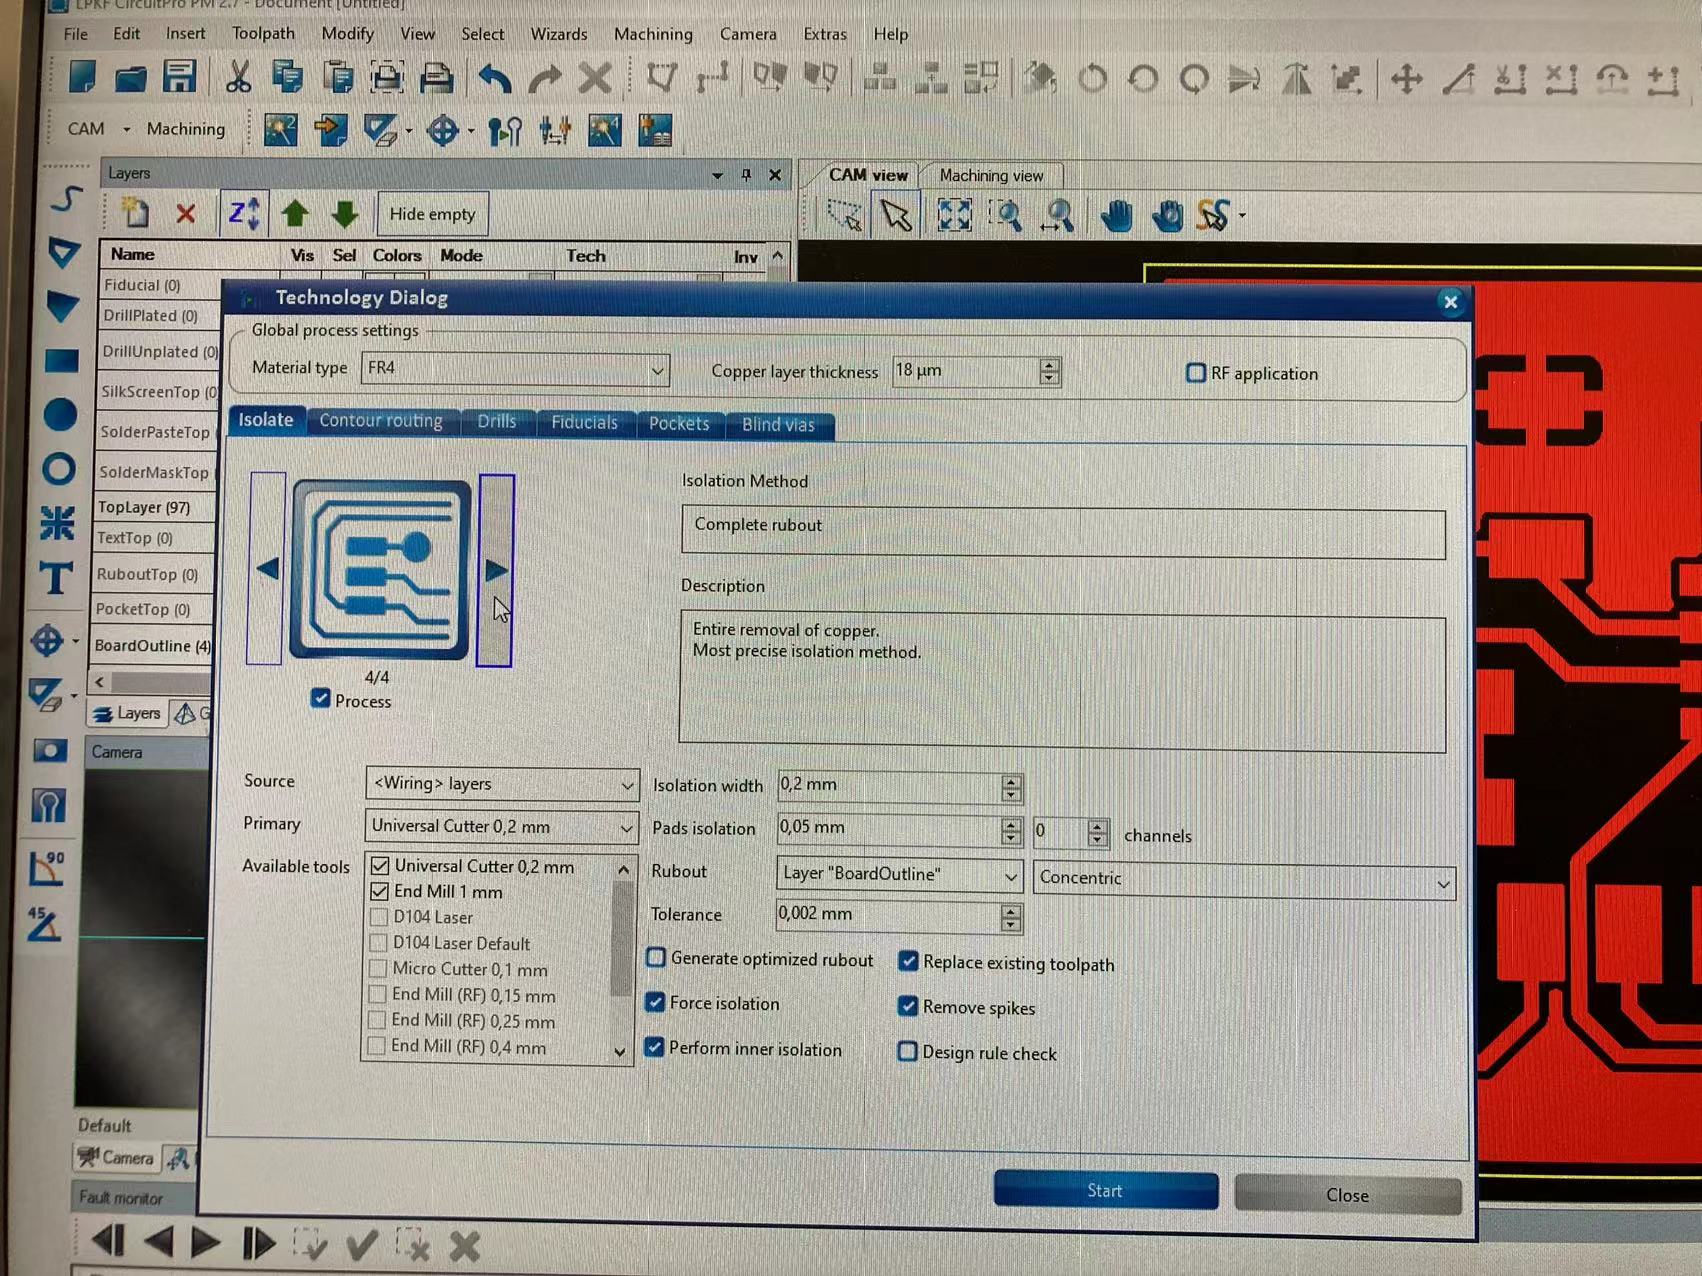 LPKF CircuitPro PM 2.7 - Document [Untitled]
File Edit Insert Toolpath Modify View Select Wizards Machining Camera Extras Help
CAM Machining
Layers
CAM view Machining view
Hide empty
Name Vis Sel Colors Mode Tech Inv
Fiducial (0)
DrillPlated (0)
DrillUnplated (0)
SilkScreenTop (0
SolderPasteTop
SolderMaskTop
TopLayer (97)
TextTop (0)
RuboutTop (0)
PocketTop (0)
BoardOutline (4)
Layers G
Camera
Default
Camera
Fault monitor
90
45
Technology Dialog
Global process settings
Material type FR4 Copper layer thickness 18 µm RF application
Isolate Contour routing Drills Fiducials Pockets Blind vias
Isolation Method
Complete rubout
Description
Entire removal of copper.
Most precise isolation method.
4/4
Process
Source <Wiring> layers Isolation width 0,2 mm
Primary Universal Cutter 0,2 mm Pads isolation 0,05 mm 0 channels
Available tools Universal Cutter 0,2 mm
End Mill 1 mm
D104 Laser
D104 Laser Default
Micro Cutter 0,1 mm
End Mill (RF) 0,15 mm
End Mill (RF) 0,25 mm
End Mill (RF) 0,4 mm
Rubout Layer "BoardOutline" Concentric
Tolerance 0,002 mm
Generate optimized rubout Replace existing toolpath
Force isolation Remove spikes
Perform inner isolation Design rule check
Start Close